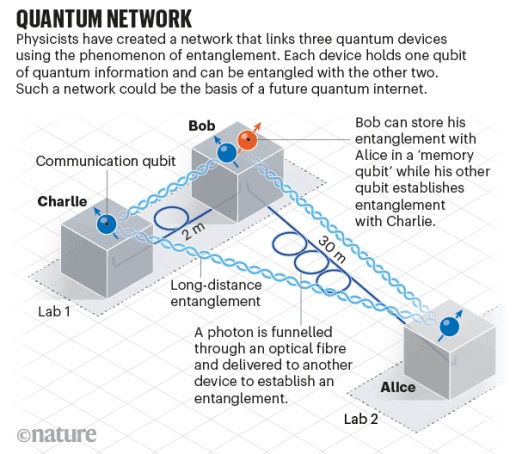 QUANTUM NETWORK
Physicists have created a network that links three quantum devices
using the phenomenon of entanglement. Each device holds one qubit
of quantum information and can be entangled with the other two.
Such a network could be the basis of a future quantum internet.
Bob
Bob can store his
entanglement with
Alice in a ‘memory
qubit’ while his other
qubit establishes
entanglement
with Charlie.
Communication qubit
Charlie
2 m
30 m
Long-distance
entanglement
Lab 1
A photon is funnelled
through an optical fibre
and delivered to another
device to establish an
entanglement.
Alice
Lab 2
©nature